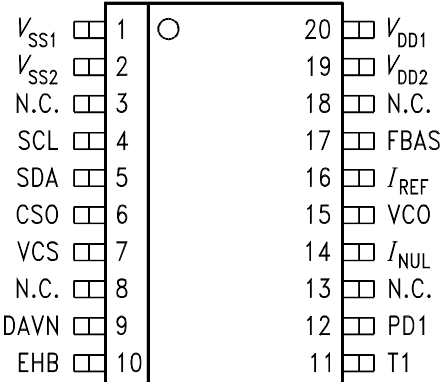 V_SS1 1 20 V_DD1
V_SS2 2 19 V_DD2
N.C. 3 18 N.C.
SCL 4 17 FBAS
SDA 5 16 I_REF
CSO 6 15 VCO
VCS 7 14 I_NUL
N.C. 8 13 N.C.
DAVN 9 12 PD1
EHB 10 11 T1